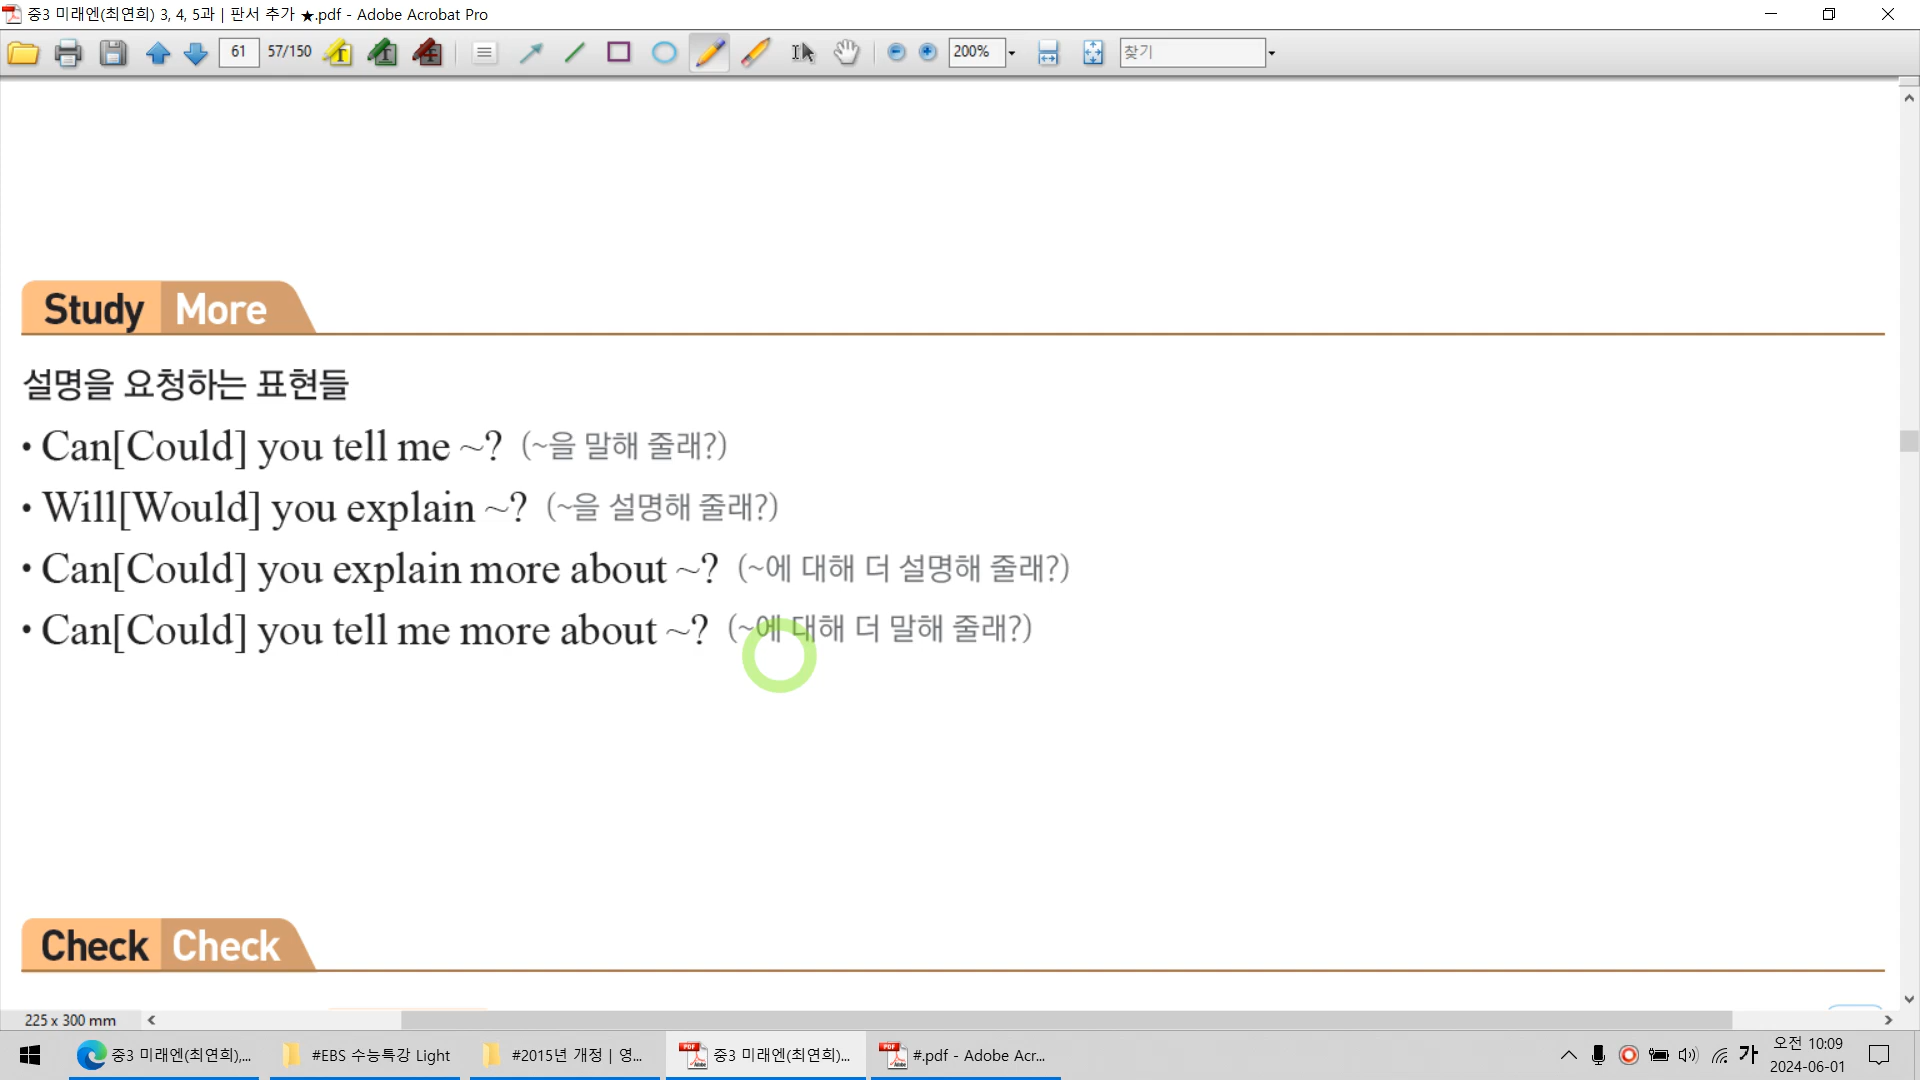 중3 미래엔(최연희) 3, 4, 5과 | 판서 추가 ★.pdf - Adobe Acrobat Pro
61 57/150 200% 찾기
Study More
설명을 요청하는 표현들
• Can[Could] you tell me ~? (~을 말해 줄래?)
• Will[Would] you explain ~? (~을 설명해 줄래?)
• Can[Could] you explain more about ~? (~에 대해 더 설명해 줄래?)
• Can[Could] you tell me more about ~? (~에 대해 더 말해 줄래?)
Check Check
225 x 300 mm
중3 미래엔(최연희),... #EBS 수능특강 Light #2015년 개정 | 영... 중3 미래엔(최연희)... #.pdf - Adobe Acr... 가 오전 10:09
2024-06-01